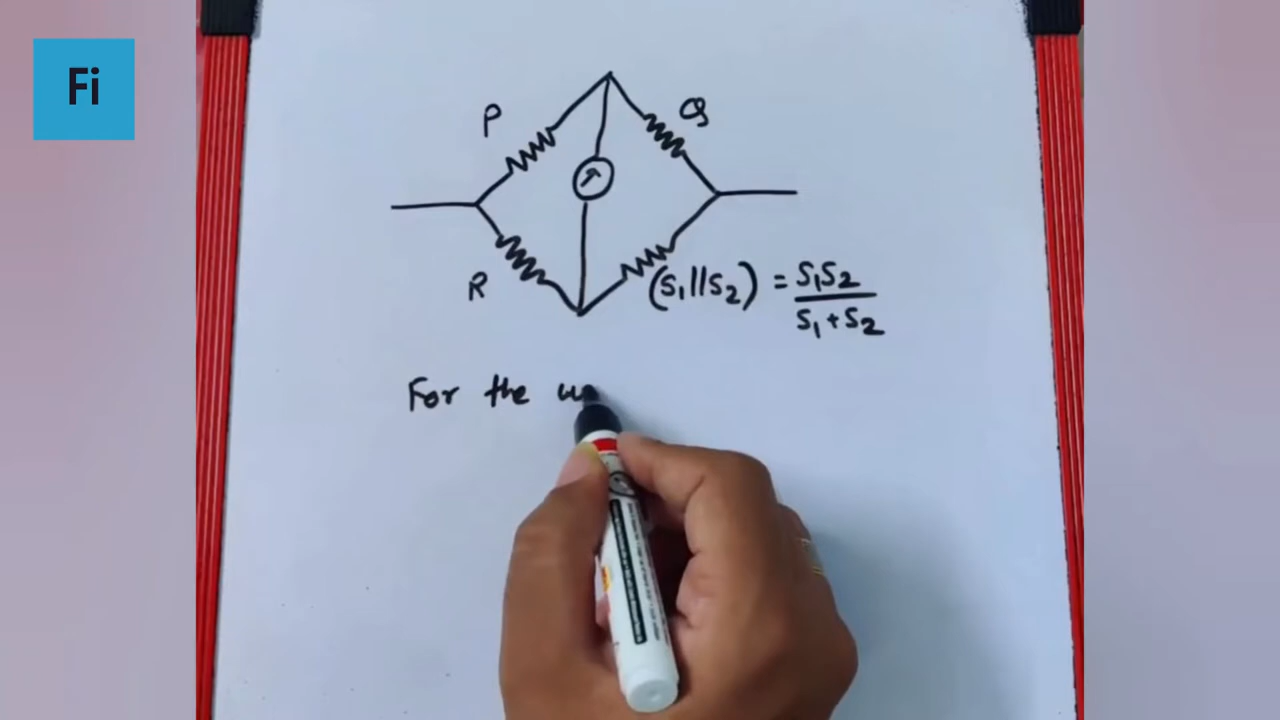 Fi
P
Q
R
(S₁||S₂) = S₁S₂ / S₁ + S₂
For the